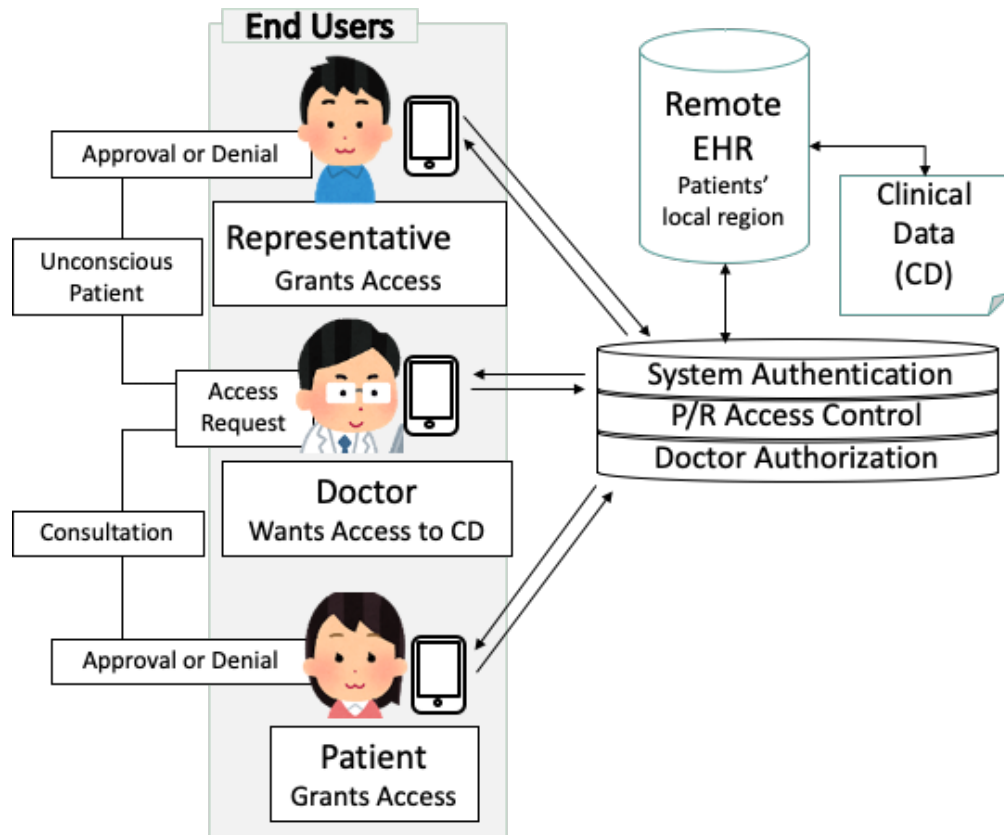 End Users
Approval or Denial
Unconscious
Patient
Representative
Grants Access
Access
Request
Doctor
Wants Access to CD
Consultation
Approval or Denial
Patient
Grants Access
Remote
EHR
Patients’
local region
Clinical
Data
(CD)
System Authentication
P/R Access Control
Doctor Authorization